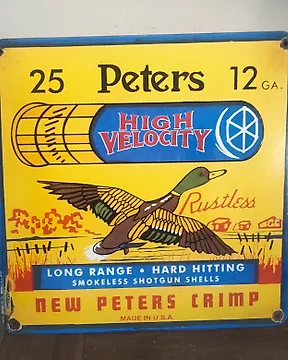 25 Peters 12 GA.
HIGH
VELOCITY
Rustless
LONG RANGE • HARD HITTING
SMOKELESS SHOTGUN SHELLS
NEW PETERS CRIMP
MADE IN U.S.A